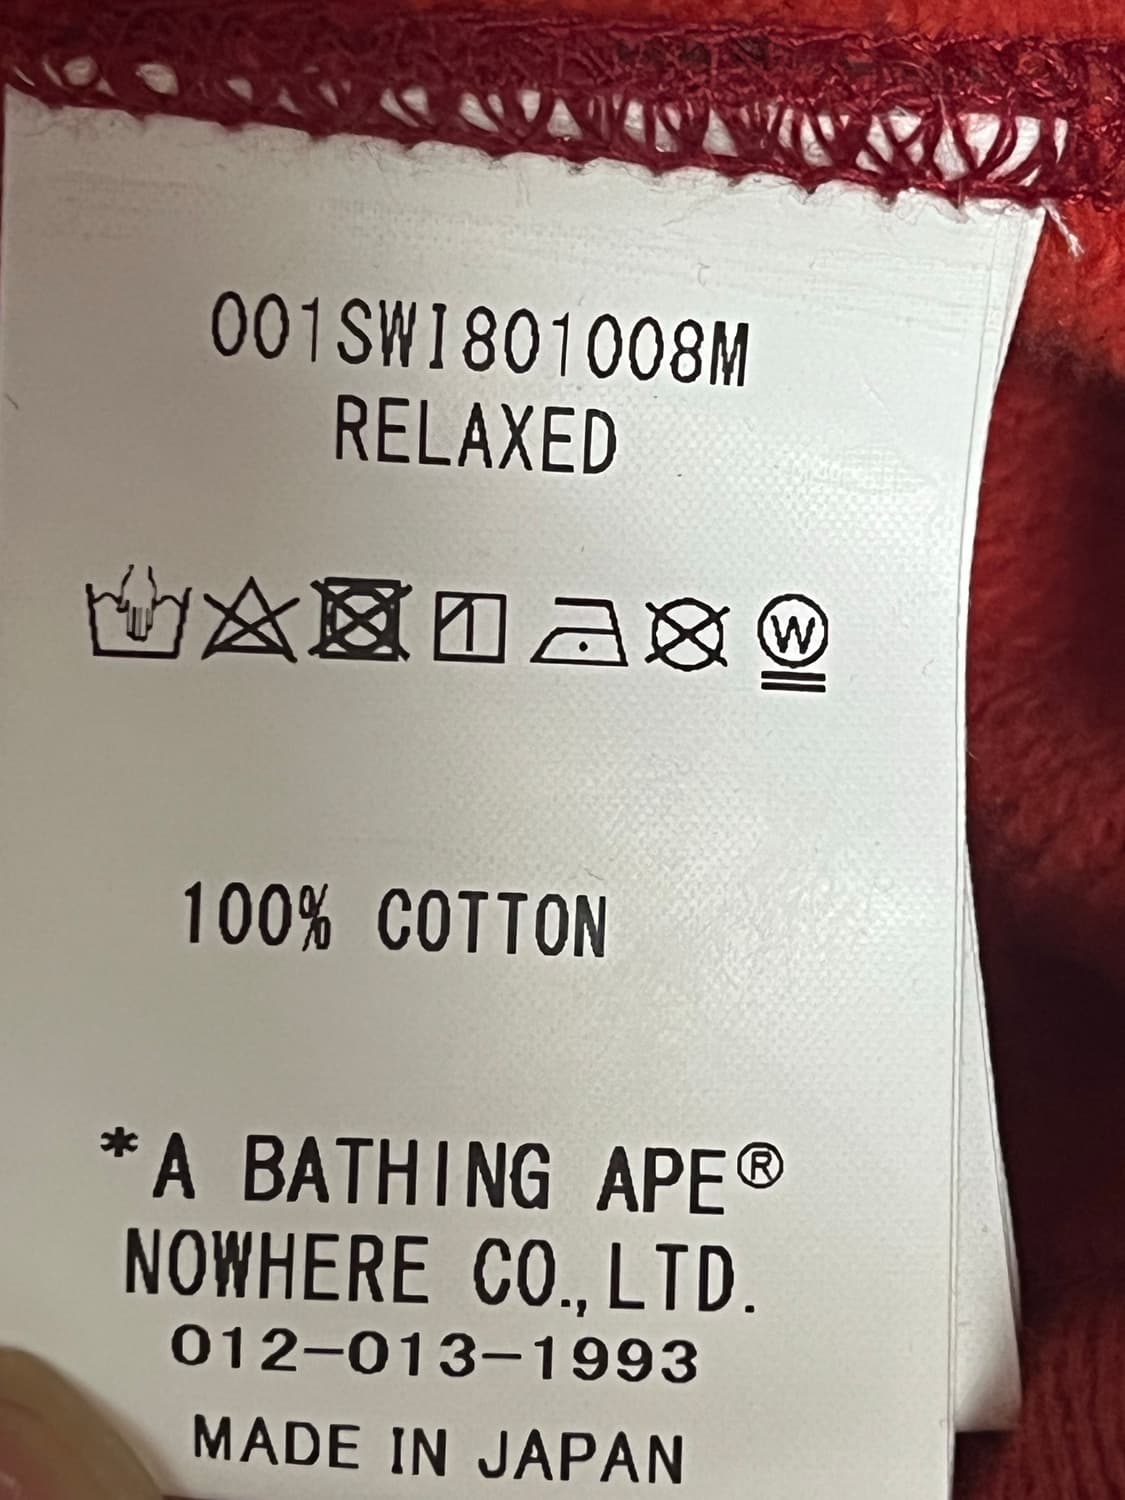 001SWI801008M
RELAXED
W
100% COTTON
*A BATHING APE®
NOWHERE CO.,LTD.
012-013-1993
MADE IN JAPAN